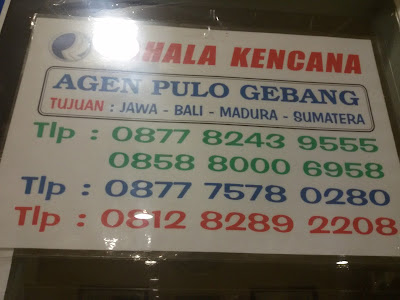 KENCANA
AGEN PULO GEBANG
TUJUAN : JAWA - BALI - MADURA - SUMATERA
Tlp : 0877 8243 9555
0858 8000 6958
Tlp : 0877 7578 0280
Tlp : 0812 8289 2208